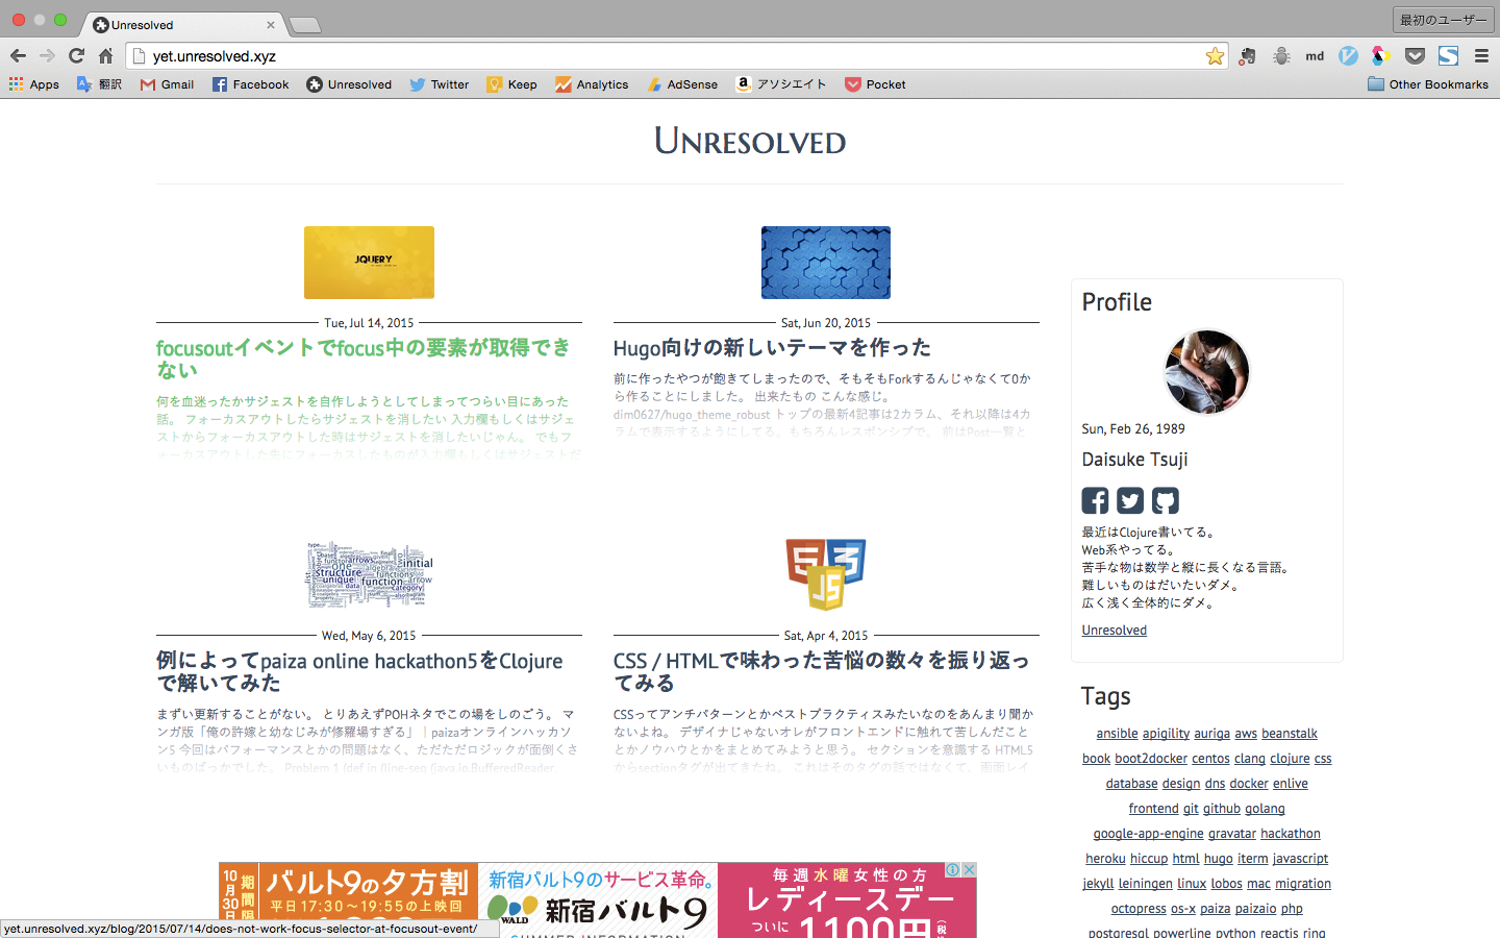 Unresolved
最初のユーザー
yet.unresolved.xyz
md
Apps 翻訳 Gmail Facebook Unresolved Twitter Keep Analytics AdSense アソシエイト Pocket Other Bookmarks
Unresolved
JQUERY
Tue, Jul 14, 2015
focusoutイベントでfocus中の要素が取得でき
ない
何を血迷ったかサジェストを自作しようとしてしまってつらい目にあった
話。 フォーカスアウトしたらサジェストを消したい 入力欄もしくはサジェ
ストからフォーカスアウトした時はサジェストを消したいじゃん。 でもフ
ォーカスアウトした先にフォーカスしたものが入力欄もしくはサジェストだ
Sat, Jun 20, 2015
Hugo向けの新しいテーマを作った
前に作ったやつが飽きてしまったので、そもそもForkするんじゃなくて0か
ら作ることにしました。 出来たもの こんな感じ。
dim0627/hugo_theme_robust トップの最新4記事は2カラム、それ以降は4カ
ラムで表示するようにしてる。もちろんレスポンシブで。 前はPost一覧と
initial
structure
unique
function
category
arrow
Wed, May 6, 2015
例によってpaiza online hackathon5をClojure
で解いてみた
まずい更新することがない。 とりあえずPOHネタでこの場をしのごう。 マ
ンガ版「俺の許嫁と幼なじみが修羅場すぎる」｜paizaオンラインハッカソ
ン5 今回はパフォーマンスとかの問題はなく、ただただロジックが面倒くさ
いものばっかでした。 Problem 1 (def in (line-seq (java.io.BufferedReader.
5 3
JS
Sat, Apr 4, 2015
CSS / HTMLで味わった苦悩の数々を振り返っ
てみる
CSSってアンチパターンとかベストプラクティスみたいなのをあんまり聞か
ないよね。 デザイナじゃないオレがフロントエンドに触れて苦しんだこと
とかノウハウとかをまとめてみようと思う。 セクションを意識する HTML5
からsectionタグが出てきたね。 これはそのタグの話ではなくて、画面レイ
Profile
Sun, Feb 26, 1989
Daisuke Tsuji
最近はClojure書いてる。
Web系やってる。
苦手な物は数学と縦に長くなる言語。
難しいものはだいたいダメ。
広く浅く全体的にダメ。
Unresolved
Tags
ansible apigility auriga aws beanstalk
book boot2docker centos clang clojure css
database design dns docker enlive
frontend git github golang
google-app-engine gravatar hackathon
heroku hiccup html hugo iterm javascript
jekyll leiningen linux lobos mac migration
octopress os-x paiza paizaio php
postgresql powerline python reactjs ring
10月30日
期間限
バルト9の夕方割
平日17:30～19:55の上映回
新宿バルト9のサービス革命。
WALD 新宿バルト9
SUMMER INFORMATION
毎週水曜女性の方
レディースデー
ついに 1100円
yet.unresolved.xyz/blog/2015/07/14/does-not-work-focus-selector-at-focusout-event/